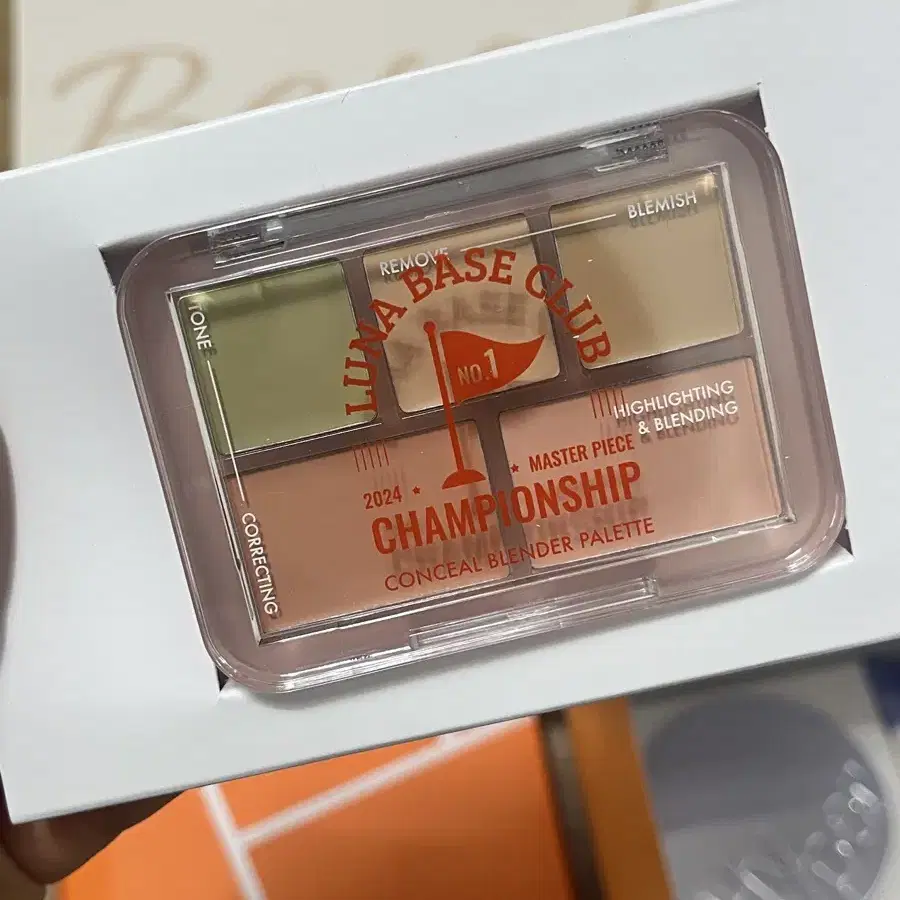 BLEMISH
REMOVE
TONE
CORRECTING
LUNA BASE CLUB
NO.1
HIGHLIGHTING
& BLENDING
2024 * * MASTER PIECE
CHAMPIONSHIP
CONCEAL BLENDER PALETTE